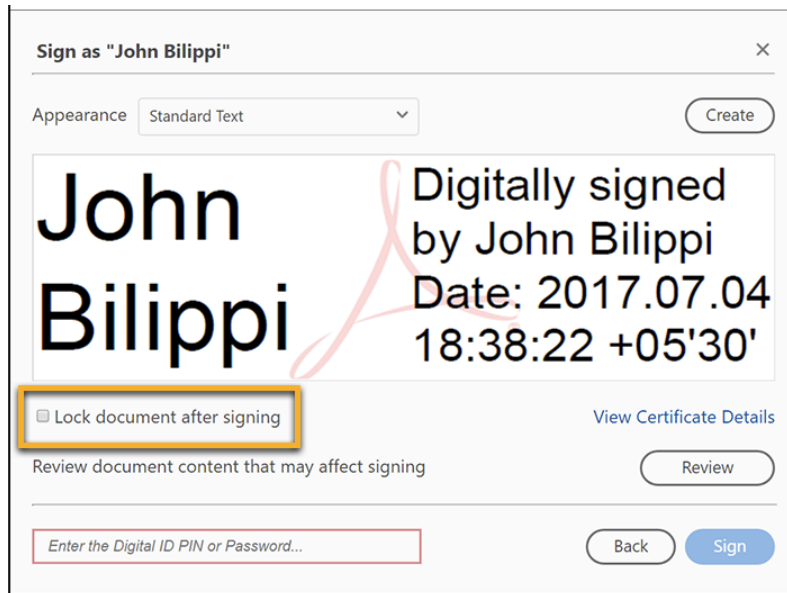 Sign as "John Bilippi"
Appearance Standard Text Create
John
Bilippi
Digitally signed
by John Bilippi
Date: 2017.07.04
18:38:22 +05'30'
Lock document after signing View Certificate Details
Review document content that may affect signing Review
Enter the Digital ID PIN or Password... Back Sign